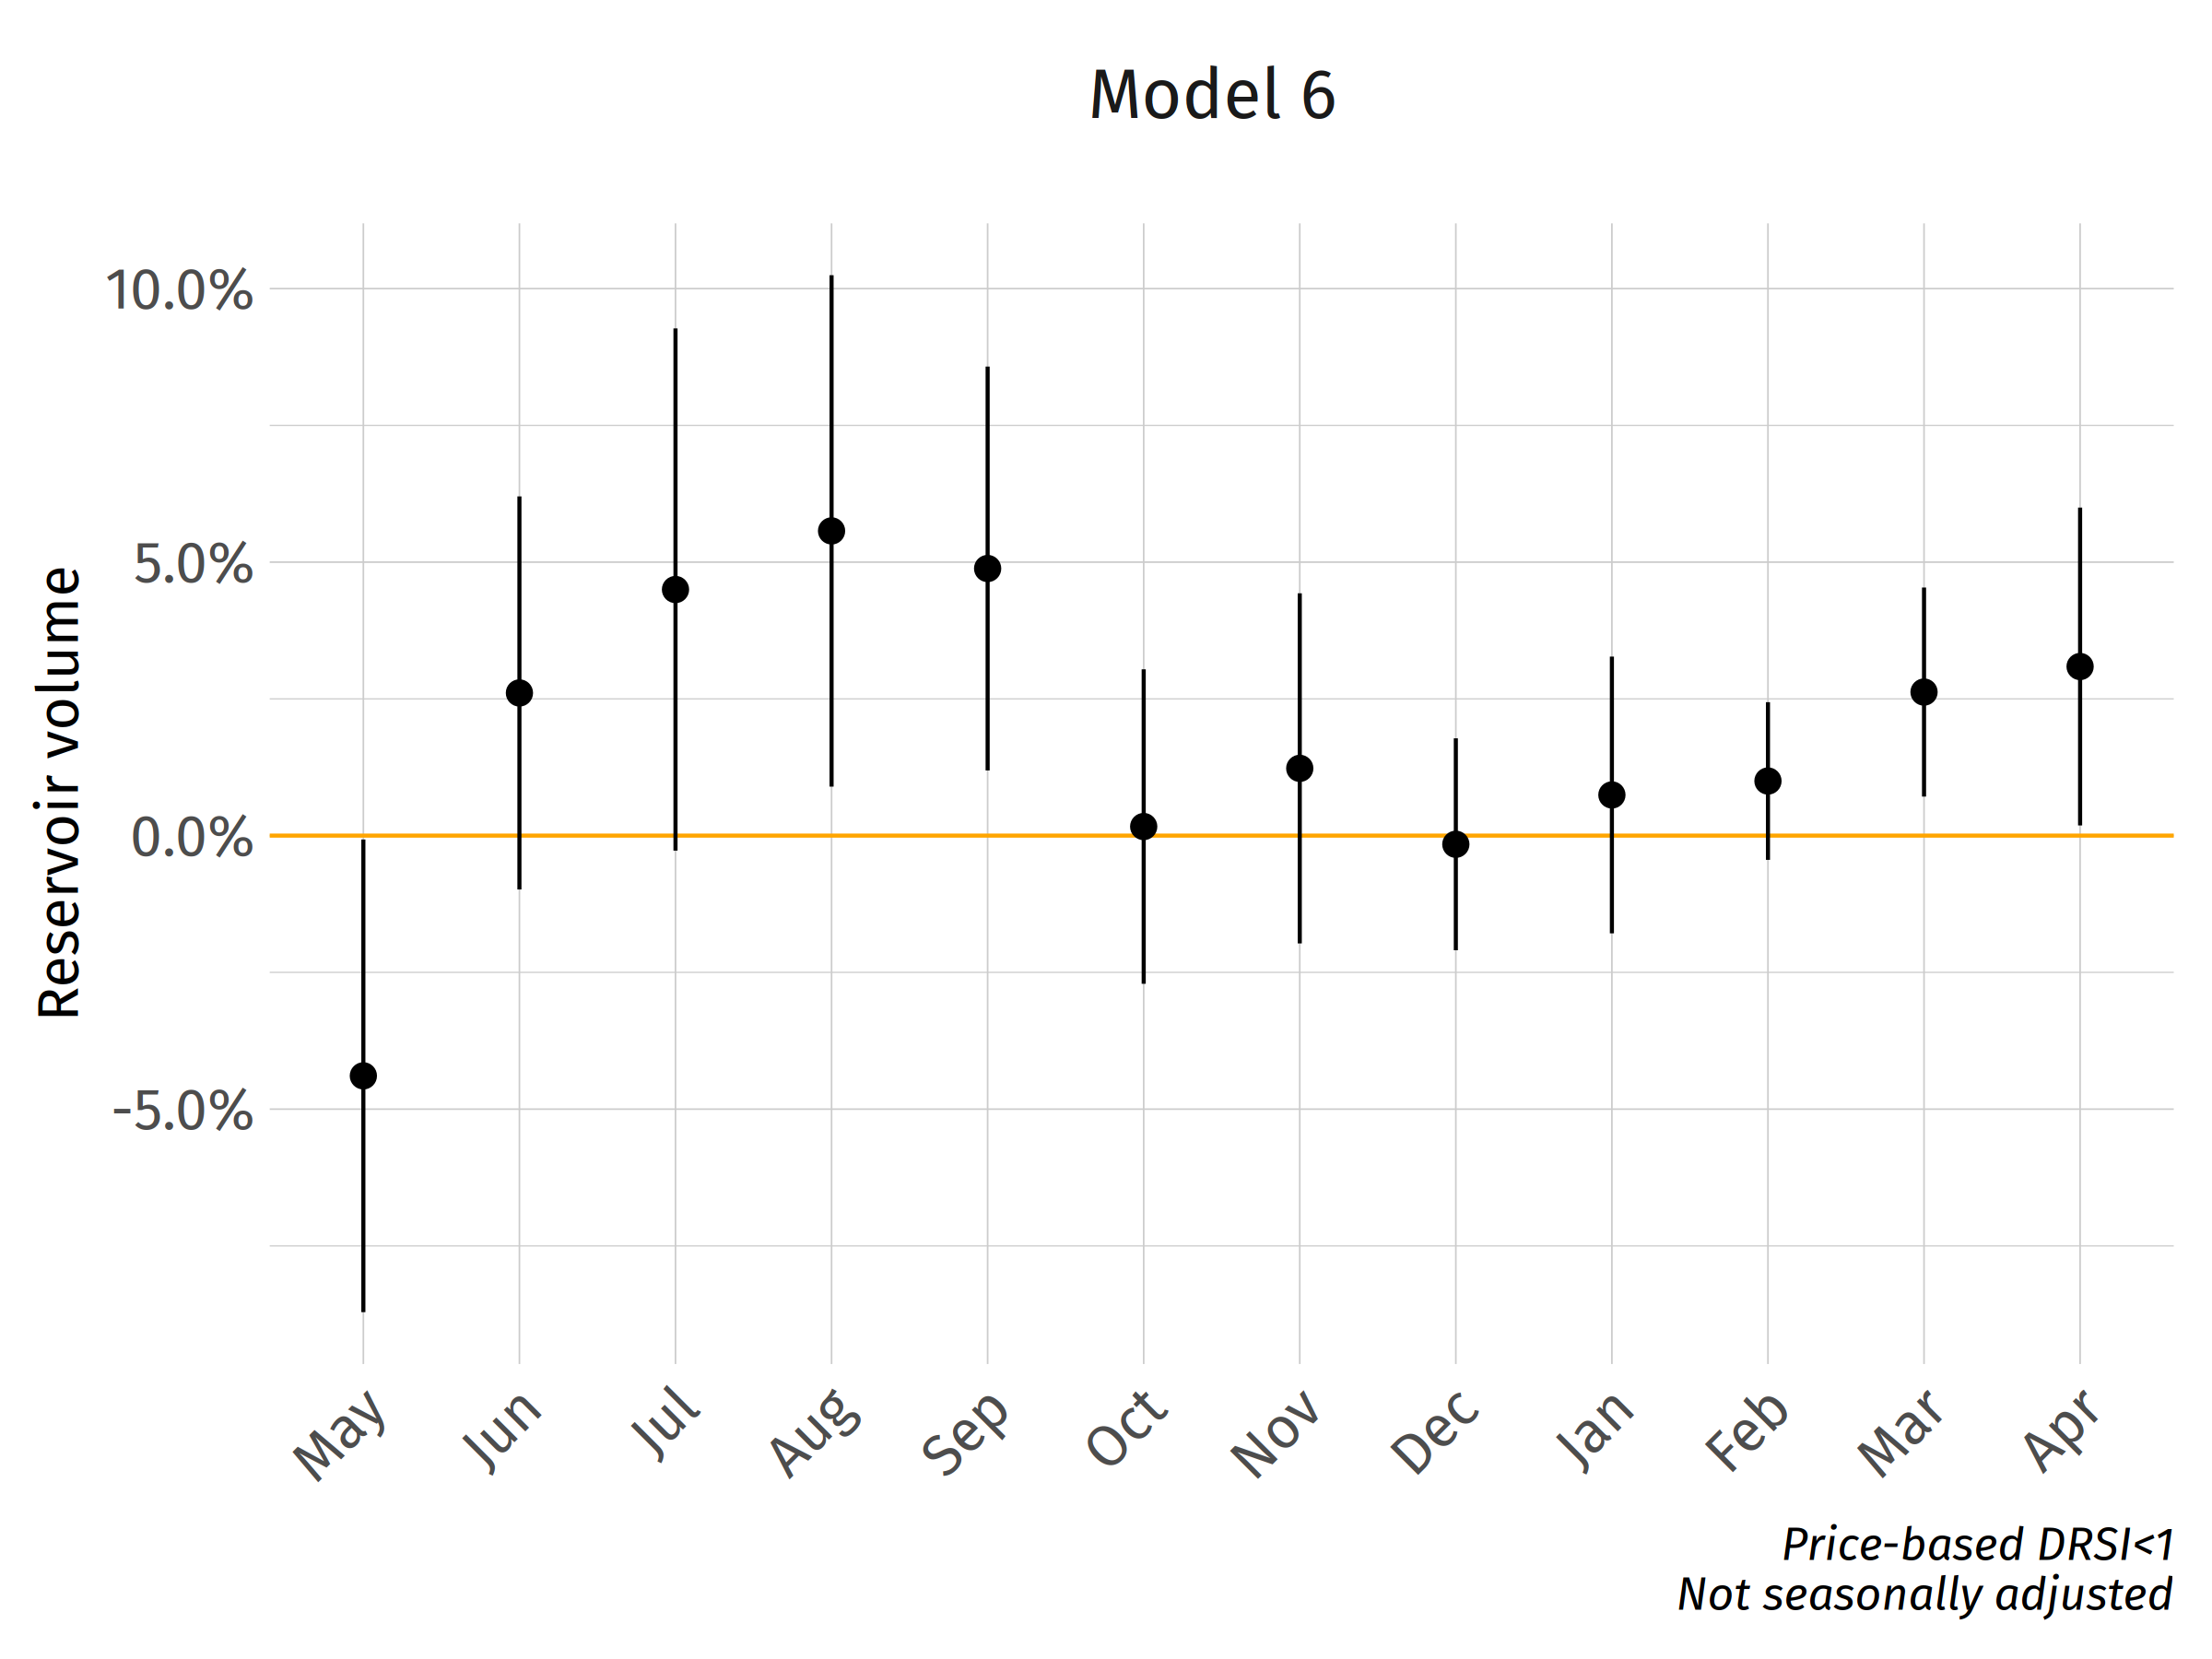 Model 6
Reservoir volume
10.0%
5.0%
0.0%
-5.0%
May
Jun
Jul
Aug
Sep
Oct
Nov
Dec
Jan
Feb
Mar
Apr
Price-based DRSI<1
Not seasonally adjusted